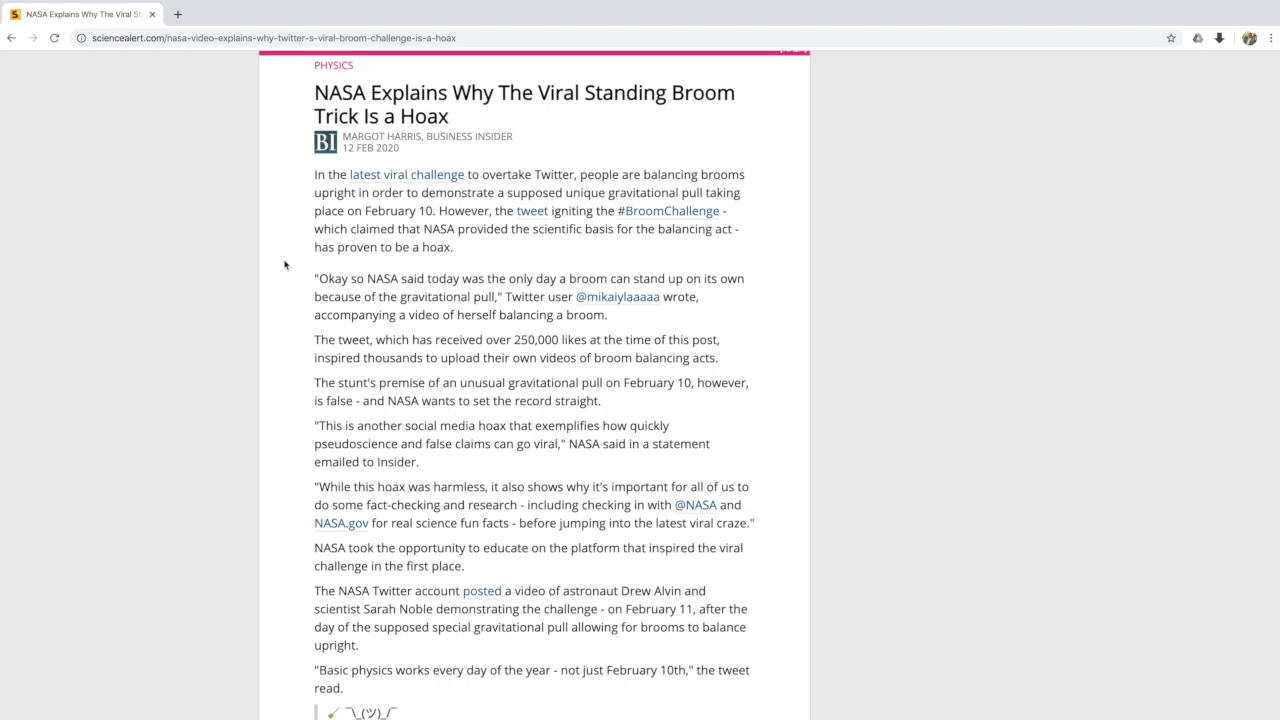 NASA Explains Why The Viral St
sciencealert.com/nasa-video-explains-why-twitter-s-viral-broom-challenge-is-a-hoax
PHYSICS
NASA Explains Why The Viral Standing Broom
Trick Is a Hoax
BI
MARGOT HARRIS, BUSINESS INSIDER
12 FEB 2020
In the latest viral challenge to overtake Twitter, people are balancing brooms
upright in order to demonstrate a supposed unique gravitational pull taking
place on February 10. However, the tweet igniting the #BroomChallenge -
which claimed that NASA provided the scientific basis for the balancing act -
has proven to be a hoax.
"Okay so NASA said today was the only day a broom can stand up on its own
because of the gravitational pull," Twitter user @mikaiylaaaaa wrote,
accompanying a video of herself balancing a broom.
The tweet, which has received over 250,000 likes at the time of this post,
inspired thousands to upload their own videos of broom balancing acts.
The stunt's premise of an unusual gravitational pull on February 10, however,
is false - and NASA wants to set the record straight.
"This is another social media hoax that exemplifies how quickly
pseudoscience and false claims can go viral," NASA said in a statement
emailed to Insider.
"While this hoax was harmless, it also shows why it's important for all of us to
do some fact-checking and research - including checking in with @NASA and
NASA.gov for real science fun facts - before jumping into the latest viral craze."
NASA took the opportunity to educate on the platform that inspired the viral
challenge in the first place.
The NASA Twitter account posted a video of astronaut Drew Alvin and
scientist Sarah Noble demonstrating the challenge - on February 11, after the
day of the supposed special gravitational pull allowing for brooms to balance
upright.
"Basic physics works every day of the year - not just February 10th," the tweet
read.
🧹 ¯\_(ツ)_/¯